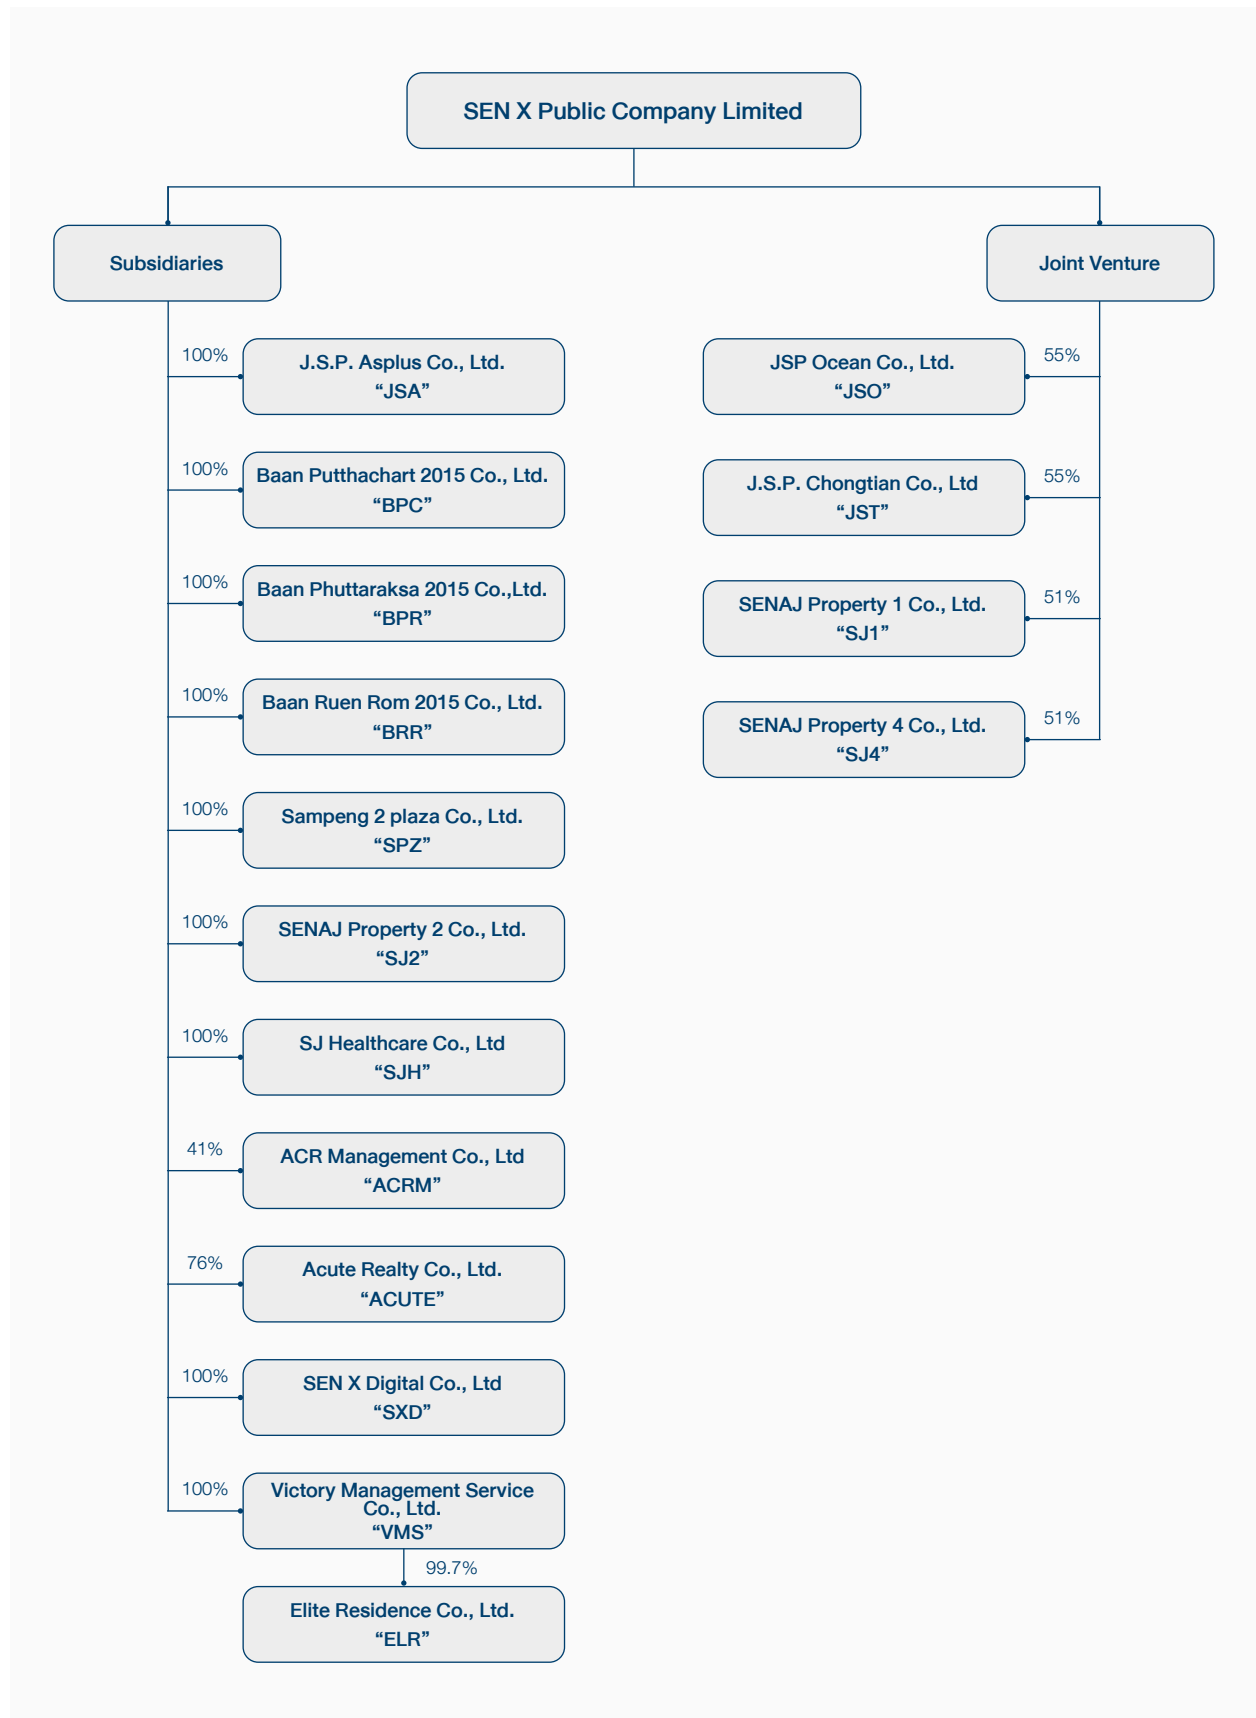 SEN X Public Company Limited
Subsidiaries
Joint Venture
100%
J.S.P. Asplus Co., Ltd.
“JSA”
100%
Baan Putthachart 2015 Co., Ltd.
“BPC”
100%
Baan Phuttaraksa 2015 Co.,Ltd.
“BPR”
100%
Baan Ruen Rom 2015 Co., Ltd.
“BRR”
100%
Sampeng 2 plaza Co., Ltd.
“SPZ”
100%
SENAJ Property 2 Co., Ltd.
“SJ2”
100%
SJ Healthcare Co., Ltd
“SJH”
41%
ACR Management Co., Ltd
“ACRM”
76%
Acute Realty Co., Ltd.
“ACUTE”
100%
SEN X Digital Co., Ltd
“SXD”
100%
Victory Management Service
Co., Ltd.
“VMS”
99.7%
Elite Residence Co., Ltd.
“ELR”
JSP Ocean Co., Ltd.
“JSO”
55%
J.S.P. Chongtian Co., Ltd
“JST”
55%
SENAJ Property 1 Co., Ltd.
“SJ1”
51%
SENAJ Property 4 Co., Ltd.
“SJ4”
51%